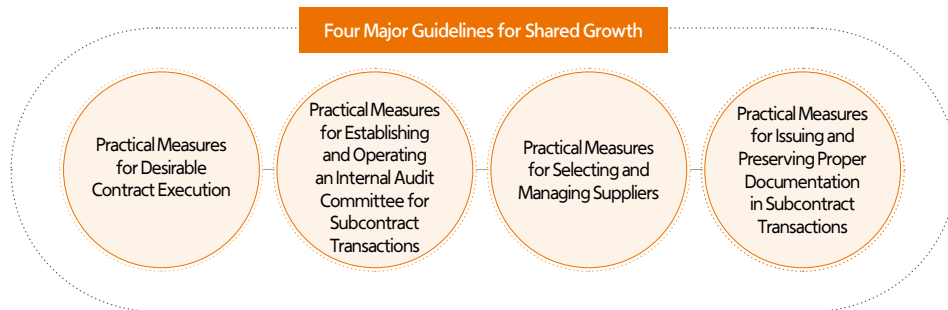 Four Major Guidelines for Shared Growth
Practical Measures
for Desirable
Contract Execution
Practical Measures
for Establishing
and Operating
an Internal Audit
Committee for
Subcontract
Transactions
Practical Measures
for Selecting and
Managing Suppliers
Practical Measures
for Issuing and
Preserving Proper
Documentation
in Subcontract
Transactions